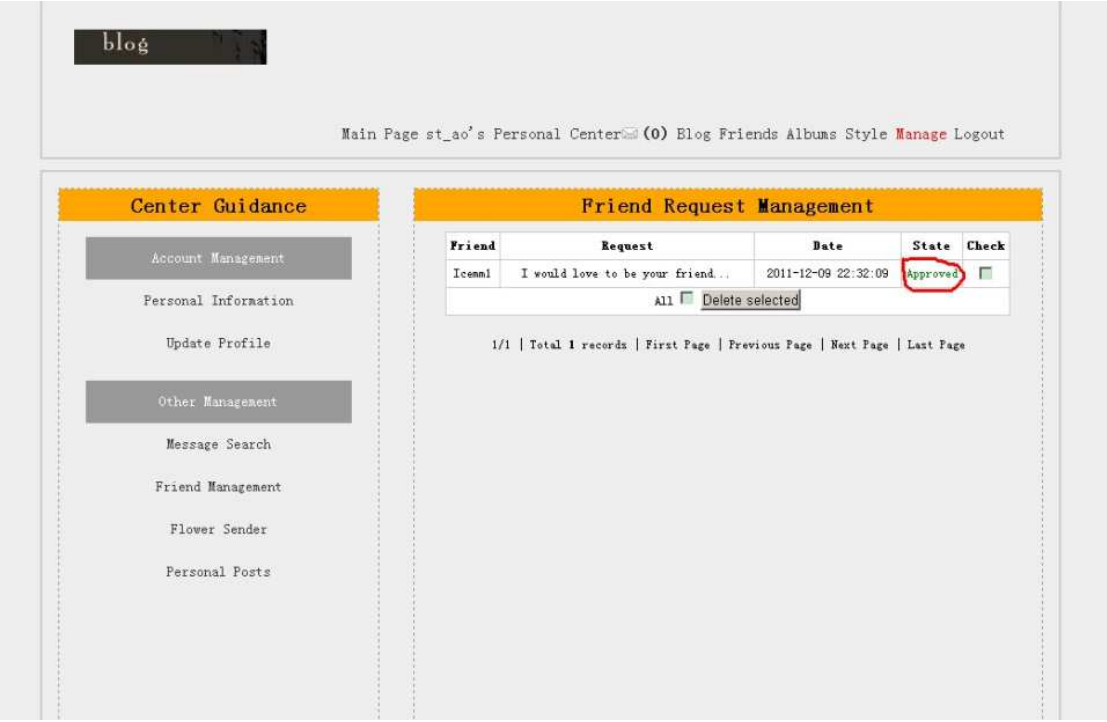 blog
Main Page st_ao's Personal Center (0) Blog Friends Albums Style Manage Logout
Center Guidance
Account Management
Personal Information
Update Profile
Other Management
Message Search
Friend Management
Flower Sender
Personal Posts
Friend Request Management
Friend Request Date State Check
Icemm1 I would love to be your friend... 2011-12-09 22:32:09 Approved
All Delete selected
1/1 | Total 1 records | First Page | Previous Page | Next Page | Last Page